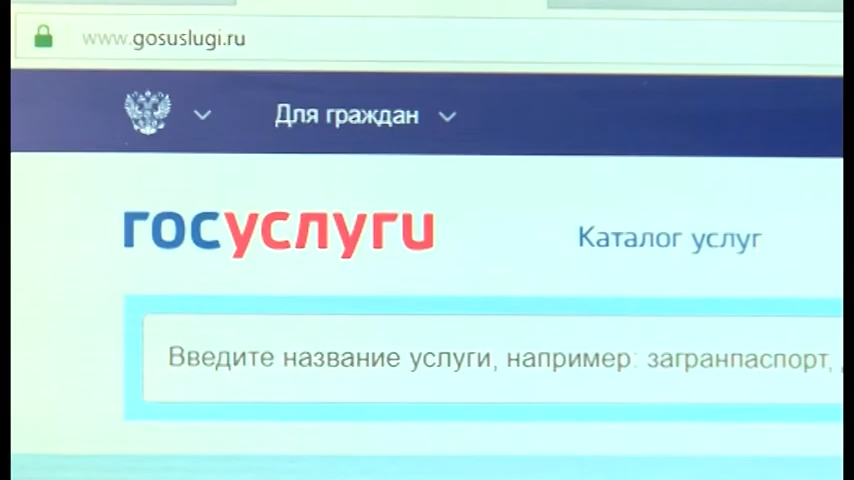 www.gosuslugi.ru
Для граждан
госуслуги
Каталог услуг
Введите название услуги, например: загранпаспорт,